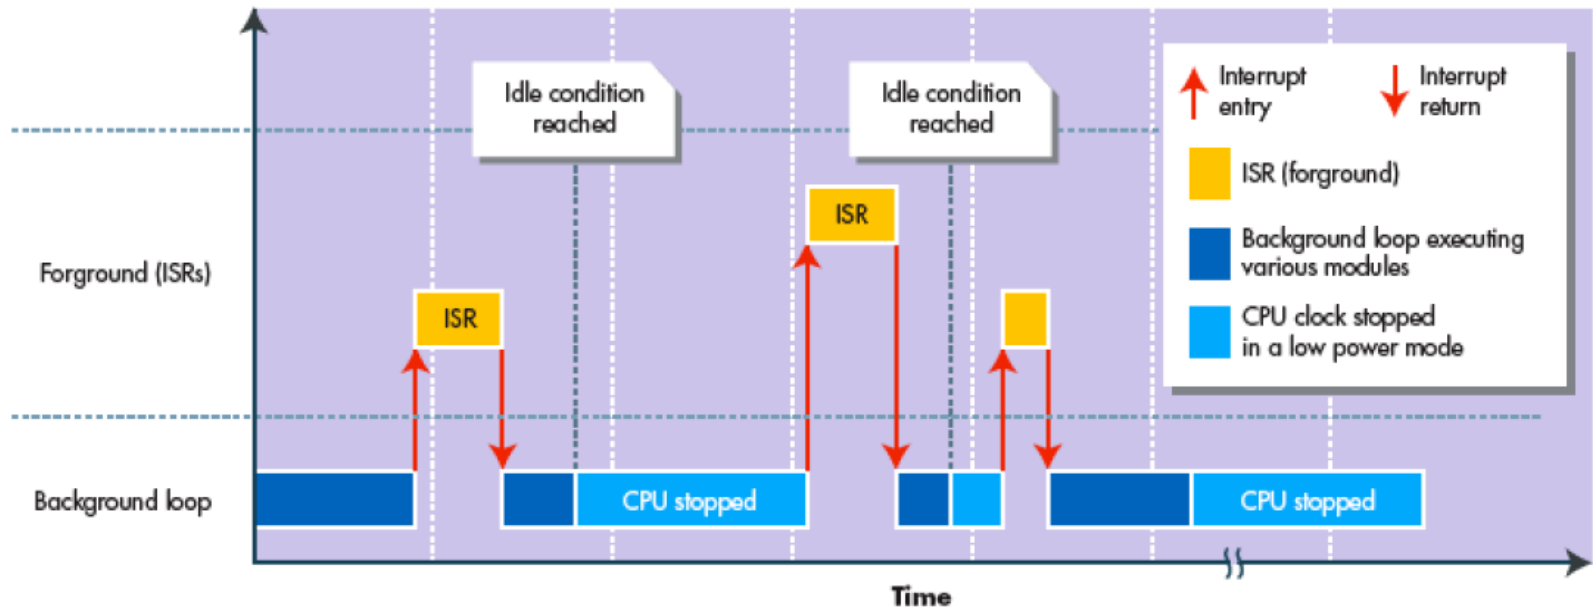 Idle condition
reached
Idle condition
reached
Interrupt
entry
Interrupt
return
ISR (forground)
Background loop executing
various modules
CPU clock stopped
in a low power mode
Forground (ISRs)
ISR
ISR
Background loop
CPU stopped
CPU stopped
Time